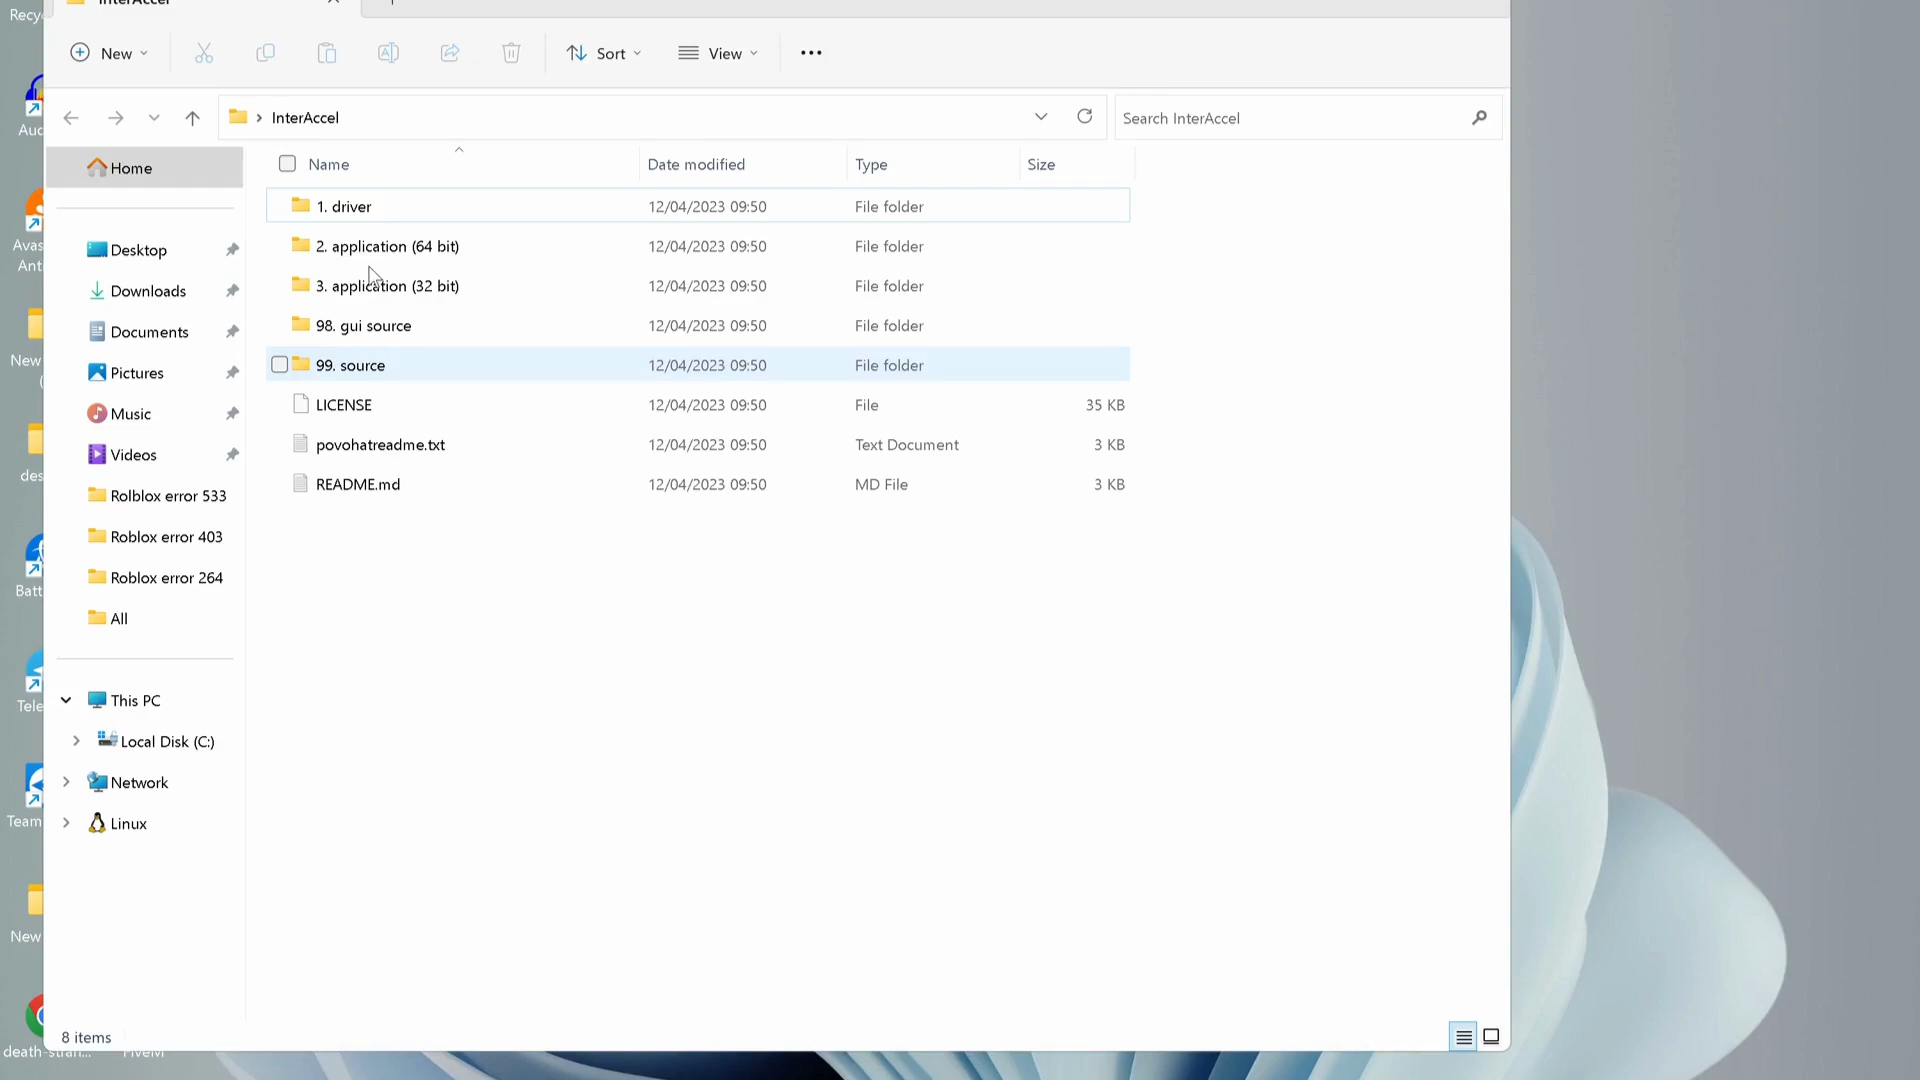 InterAccel
Recy
New
Sort
View
InterAccel
Search InterAccel
Name
Date modified
Type
Size
Home
Desktop
Downloads
Documents
Pictures
Music
Videos
Rolblox error 533
Roblox error 403
Roblox error 264
All
This PC
Local Disk (C:)
Network
Linux
1. driver 12/04/2023 09:50 File folder
2. application (64 bit) 12/04/2023 09:50 File folder
3. application (32 bit) 12/04/2023 09:50 File folder
98. gui source 12/04/2023 09:50 File folder
99. source 12/04/2023 09:50 File folder
LICENSE 12/04/2023 09:50 File 35 KB
povohatreadme.txt 12/04/2023 09:50 Text Document 3 KB
README.md 12/04/2023 09:50 MD File 3 KB
8 items
Auc
Avas
Anti
New
(
des
Batt
Tele
Team
New
death-stran...